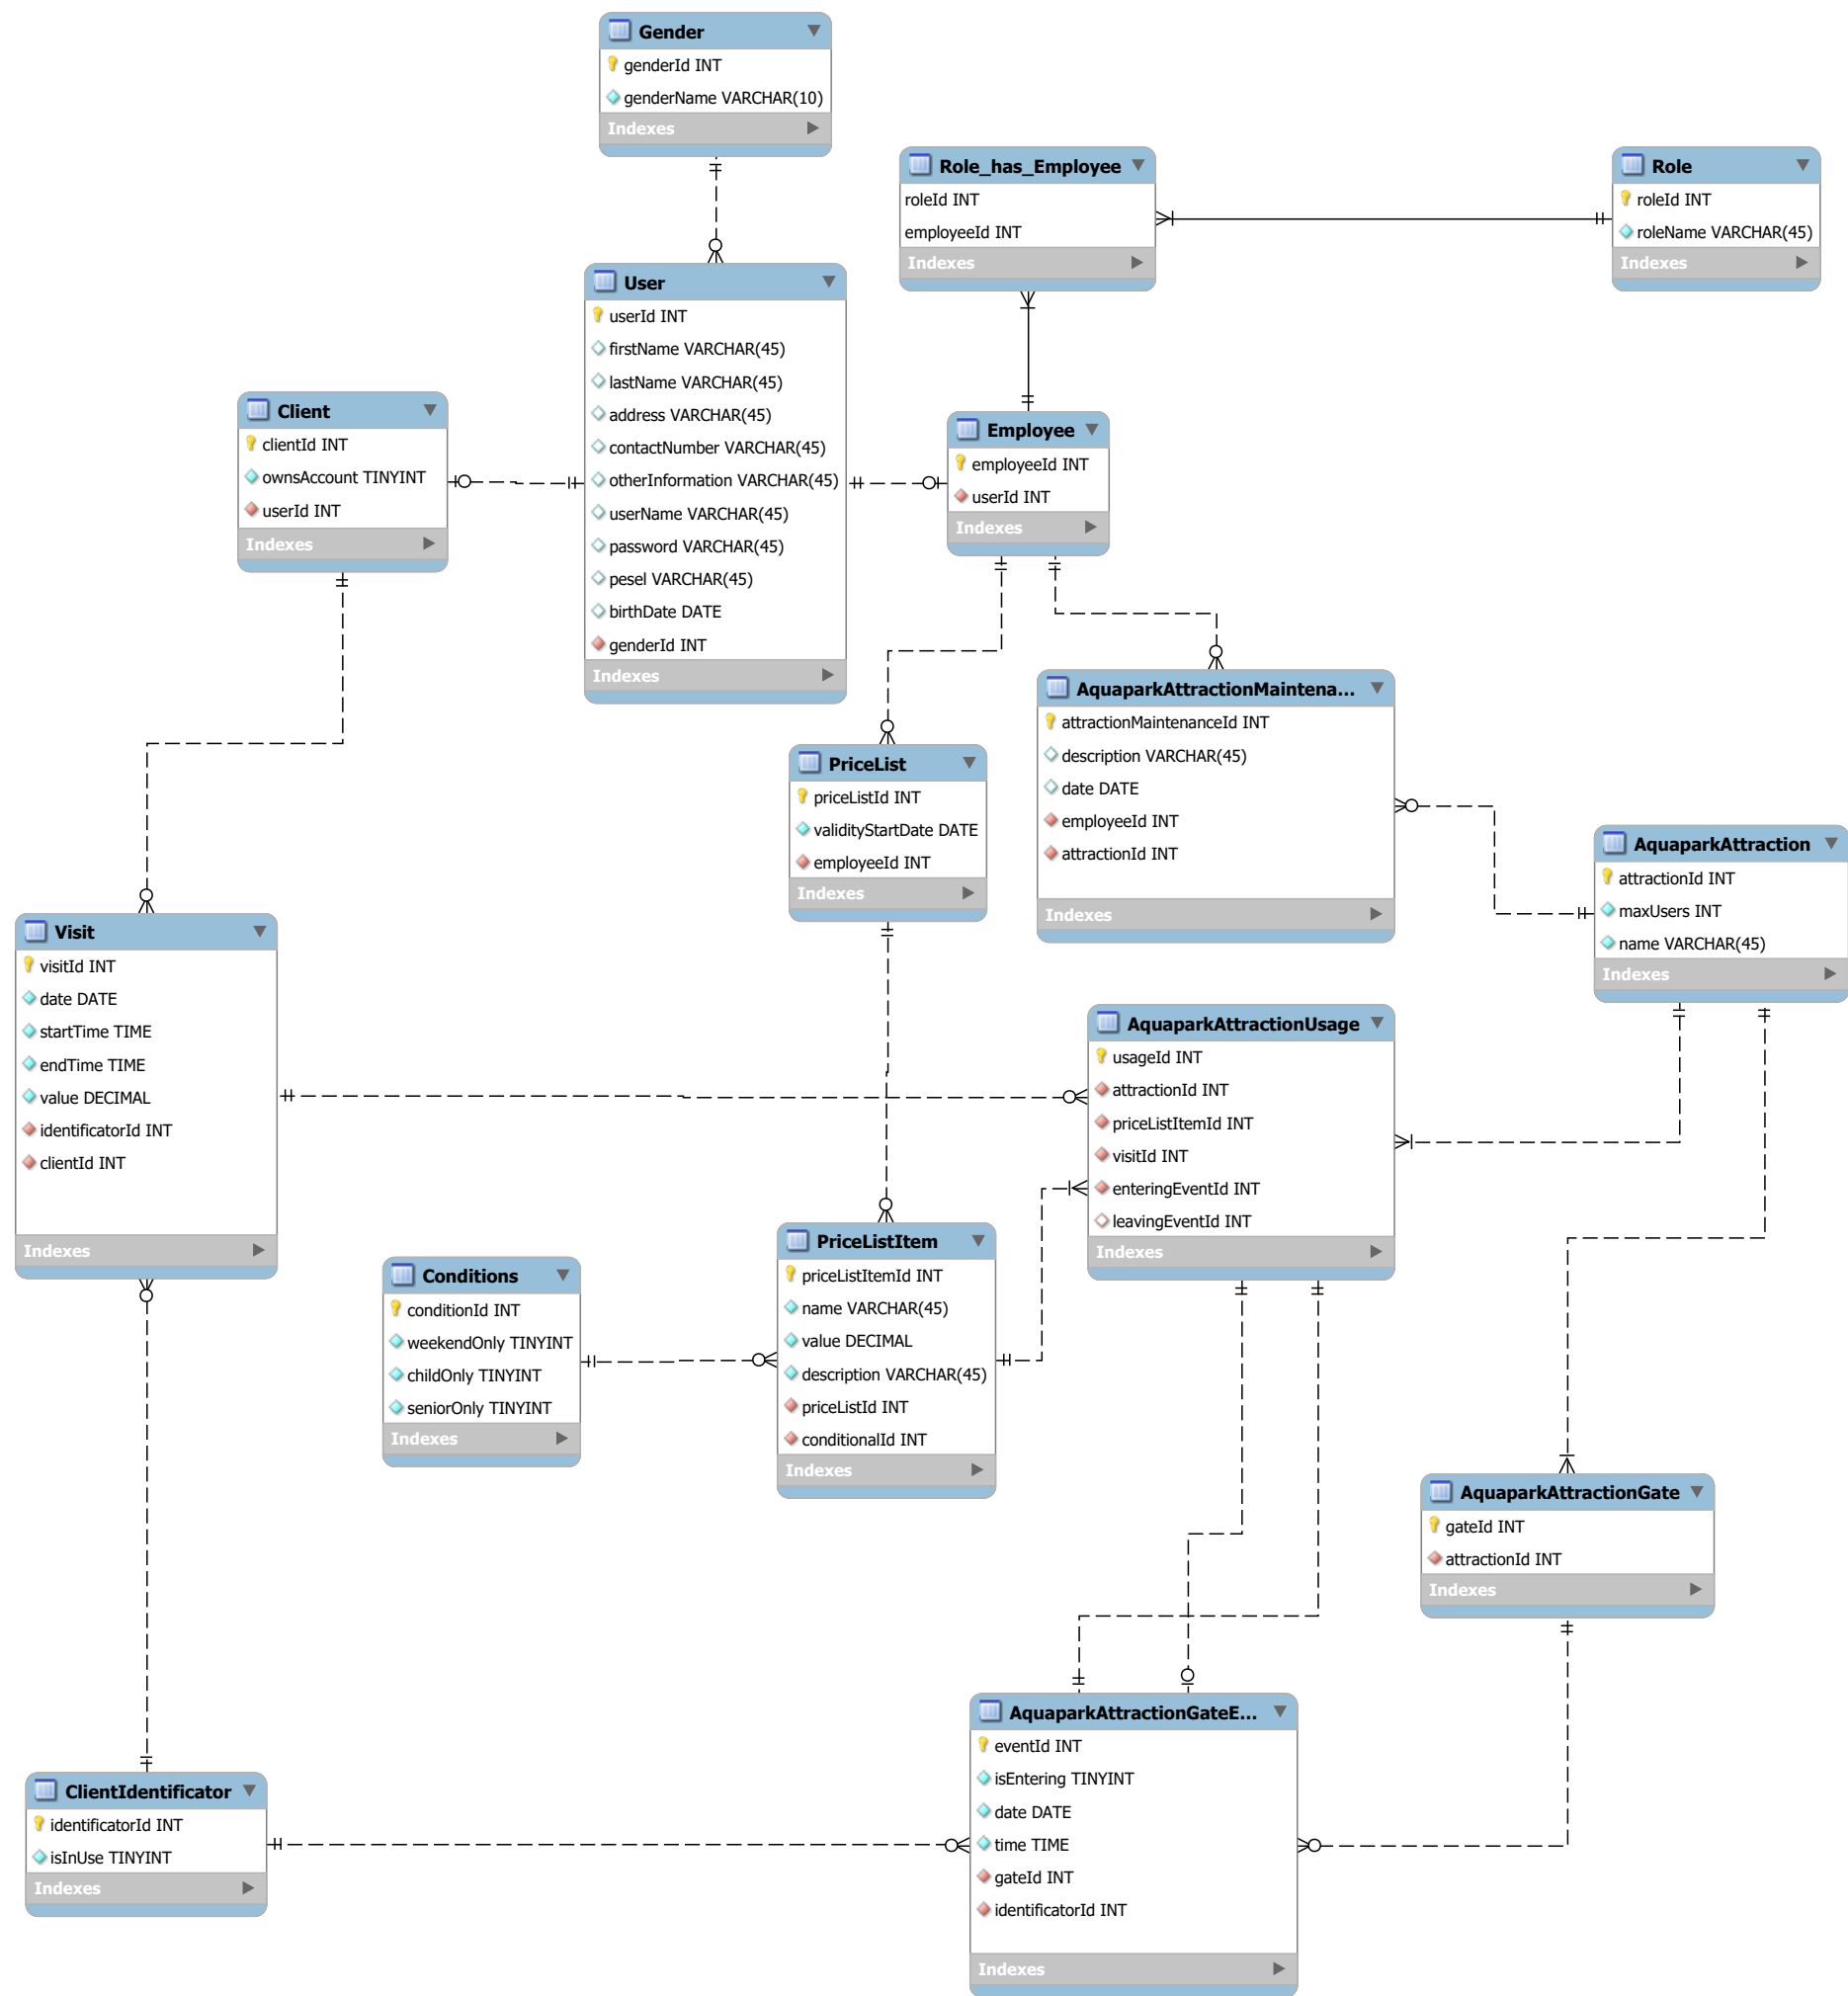 Gender
genderId INT
genderName VARCHAR(10)
Indexes
Role_has_Employee
roleId INT
employeeId INT
Indexes
Role
roleId INT
roleName VARCHAR(45)
Indexes
User
userId INT
firstName VARCHAR(45)
lastName VARCHAR(45)
address VARCHAR(45)
contactNumber VARCHAR(45)
otherInformation VARCHAR(45)
userName VARCHAR(45)
password VARCHAR(45)
pesel VARCHAR(45)
birthDate DATE
genderId INT
Indexes
Client
clientId INT
ownsAccount TINYINT
userId INT
Indexes
Employee
employeeId INT
userId INT
Indexes
AquaparkAttractionMaintena...
attractionMaintenanceId INT
description VARCHAR(45)
date DATE
employeeId INT
attractionId INT
Indexes
PriceList
priceListId INT
validityStartDate DATE
employeeId INT
Indexes
AquaparkAttraction
attractionId INT
maxUsers INT
name VARCHAR(45)
Indexes
Visit
visitId INT
date DATE
startTime TIME
endTime TIME
value DECIMAL
identificatorId INT
clientId INT
Indexes
AquaparkAttractionUsage
usageId INT
attractionId INT
priceListItemId INT
visitId INT
enteringEventId INT
leavingEventId INT
Indexes
PriceListItem
priceListItemId INT
name VARCHAR(45)
value DECIMAL
description VARCHAR(45)
priceListId INT
conditionalId INT
Indexes
Conditions
conditionId INT
weekendOnly TINYINT
childOnly TINYINT
seniorOnly TINYINT
Indexes
AquaparkAttractionGate
gateId INT
attractionId INT
Indexes
AquaparkAttractionGateE...
eventId INT
isEntering TINYINT
date DATE
time TIME
gateId INT
identificatorId INT
Indexes
ClientIdentificator
identificatorId INT
isInUse TINYINT
Indexes